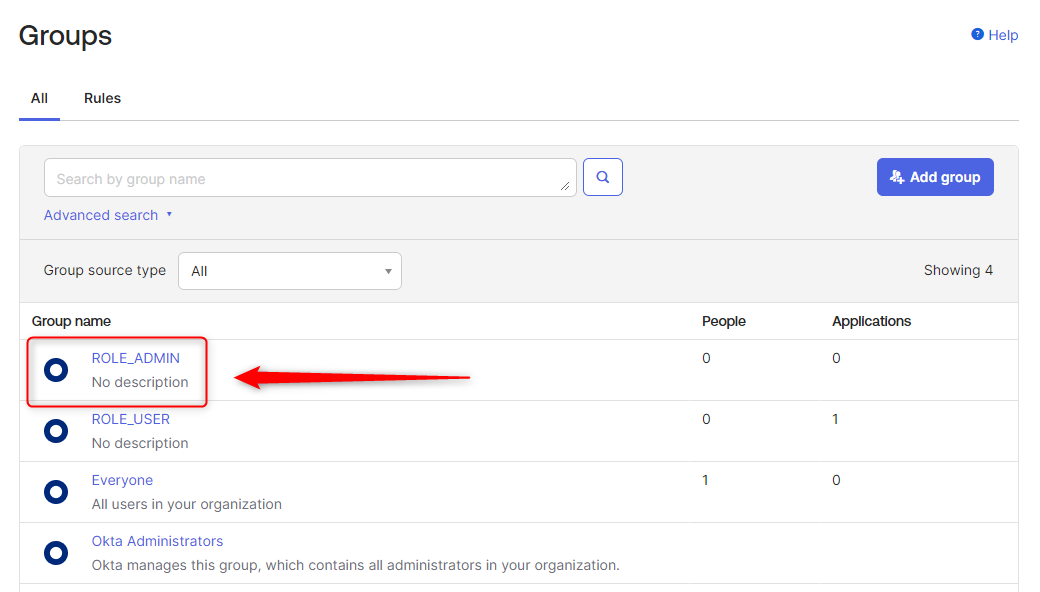 Groups
? Help
All Rules
Search by group name
Add group
Advanced search
Group source type All Showing 4
Group name People Applications
ROLE_ADMIN 0 0
No description
ROLE_USER 0 1
No description
Everyone 1 0
All users in your organization
Okta Administrators
Okta manages this group, which contains all administrators in your organization.